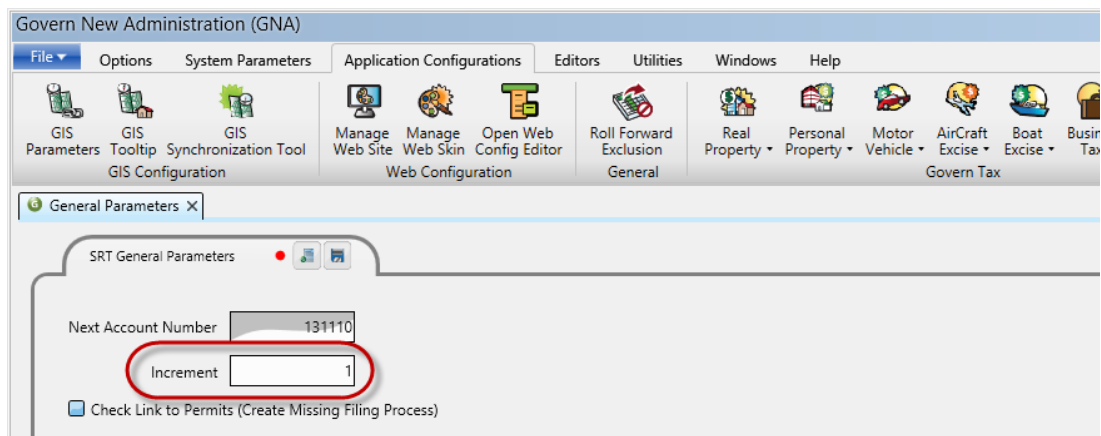 Govern New Administration (GNA)
File Options System Parameters Application Configurations Editors Utilities Windows Help
GIS Parameters GIS Tooltip GIS Synchronization Tool Manage Web Site Manage Web Skin Open Web Config Editor Roll Forward Exclusion Real Property Personal Property Motor Vehicle AirCraft Excise Boat Excise
GIS Configuration Web Configuration General Govern Tax
General Parameters
SRT General Parameters
Next Account Number 131110
Increment 1
Check Link to Permits (Create Missing Filing Process)